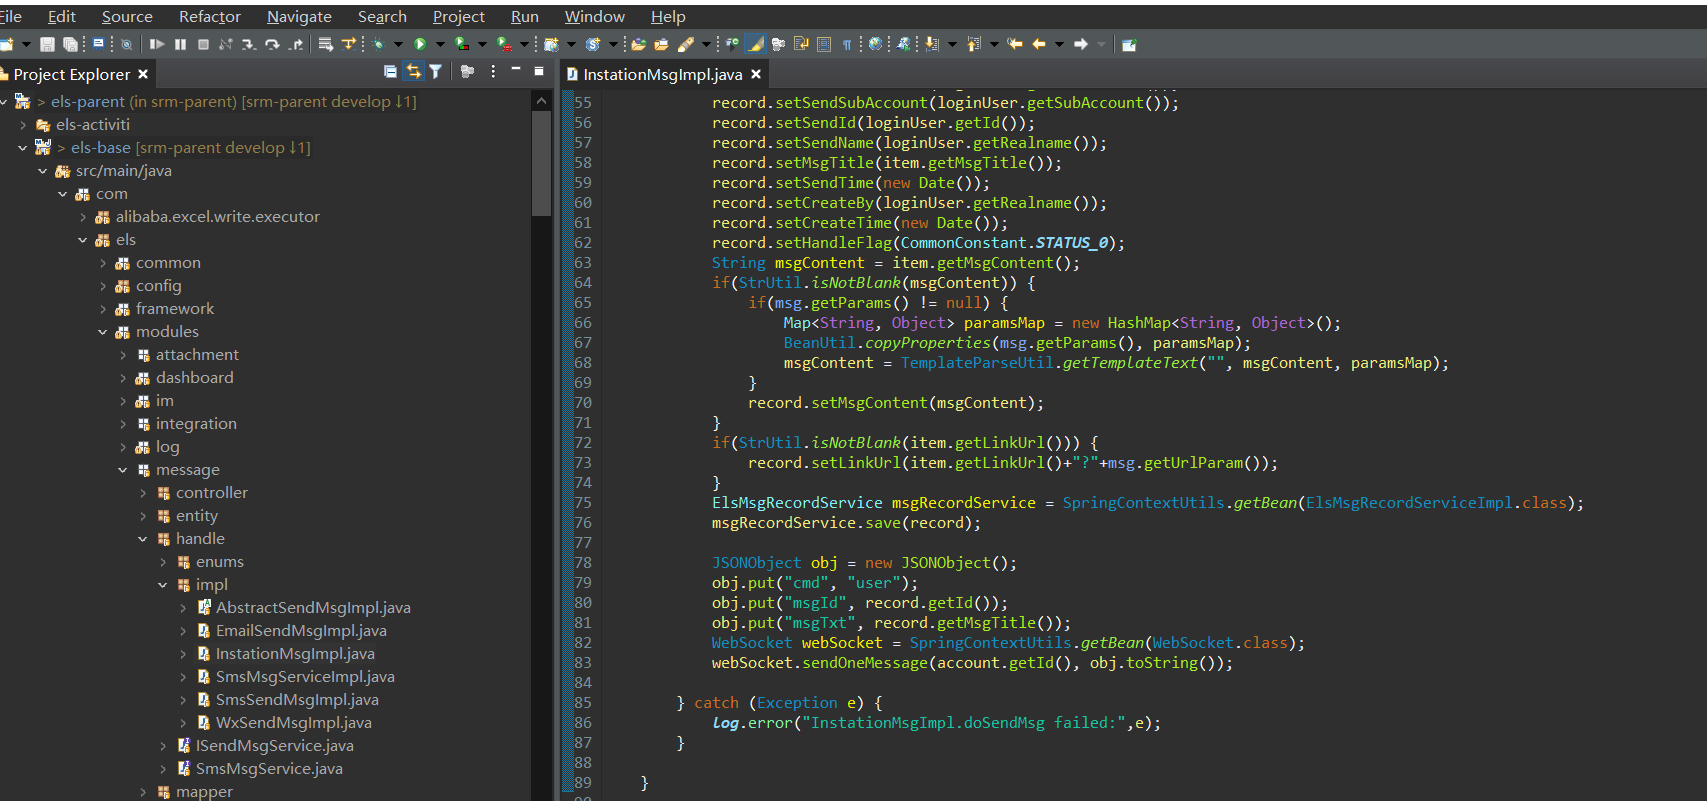 File Edit Source Refactor Navigate Search Project Run Window Help
Project Explorer
> els-parent (in srm-parent) [srm-parent develop ↓1]
els-activiti
> els-base [srm-parent develop ↓1]
src/main/java
com
alibaba.excel.write.executor
els
common
config
framework
modules
attachment
dashboard
im
integration
log
message
controller
entity
handle
enums
impl
AbstractSendMsgImpl.java
EmailSendMsgImpl.java
InstationMsgImpl.java
SmsMsgServiceImpl.java
SmsSendMsgImpl.java
WxSendMsgImpl.java
ISendMsgService.java
SmsMsgService.java
mapper
InstationMsgImpl.java
55 record.setSendSubAccount(loginUser.getSubAccount());
56 record.setSendId(loginUser.getId());
57 record.setSendName(loginUser.getRealname());
58 record.setMsgTitle(item.getMsgTitle());
59 record.setSendTime(new Date());
60 record.setCreateBy(loginUser.getRealname());
61 record.setCreateTime(new Date());
62 record.setHandleFlag(CommonConstant.STATUS_0);
63 String msgContent = item.getMsgContent();
64 if(StrUtil.isNotBlank(msgContent)) {
65 if(msg.getParams() != null) {
66 Map<String, Object> paramsMap = new HashMap<String, Object>();
67 BeanUtil.copyProperties(msg.getParams(), paramsMap);
68 msgContent = TemplateParseUtil.getTemplateText("", msgContent, paramsMap);
69 }
70 record.setMsgContent(msgContent);
71 }
72 if(StrUtil.isNotBlank(item.getLinkUrl())) {
73 record.setLinkUrl(item.getLinkUrl()+"?"+msg.getUrlParam());
74 }
75 ElsMsgRecordService msgRecordService = SpringContextUtils.getBean(ElsMsgRecordServiceImpl.class);
76 msgRecordService.save(record);
77
78 JSONObject obj = new JSONObject();
79 obj.put("cmd", "user");
80 obj.put("msgId", record.getId());
81 obj.put("msgTxt", record.getMsgTitle());
82 WebSocket webSocket = SpringContextUtils.getBean(WebSocket.class);
83 webSocket.sendOneMessage(account.getId(), obj.toString());
84
85 } catch (Exception e) {
86 log.error("InstationMsgImpl.doSendMsg failed:",e);
87 }
88
89 }